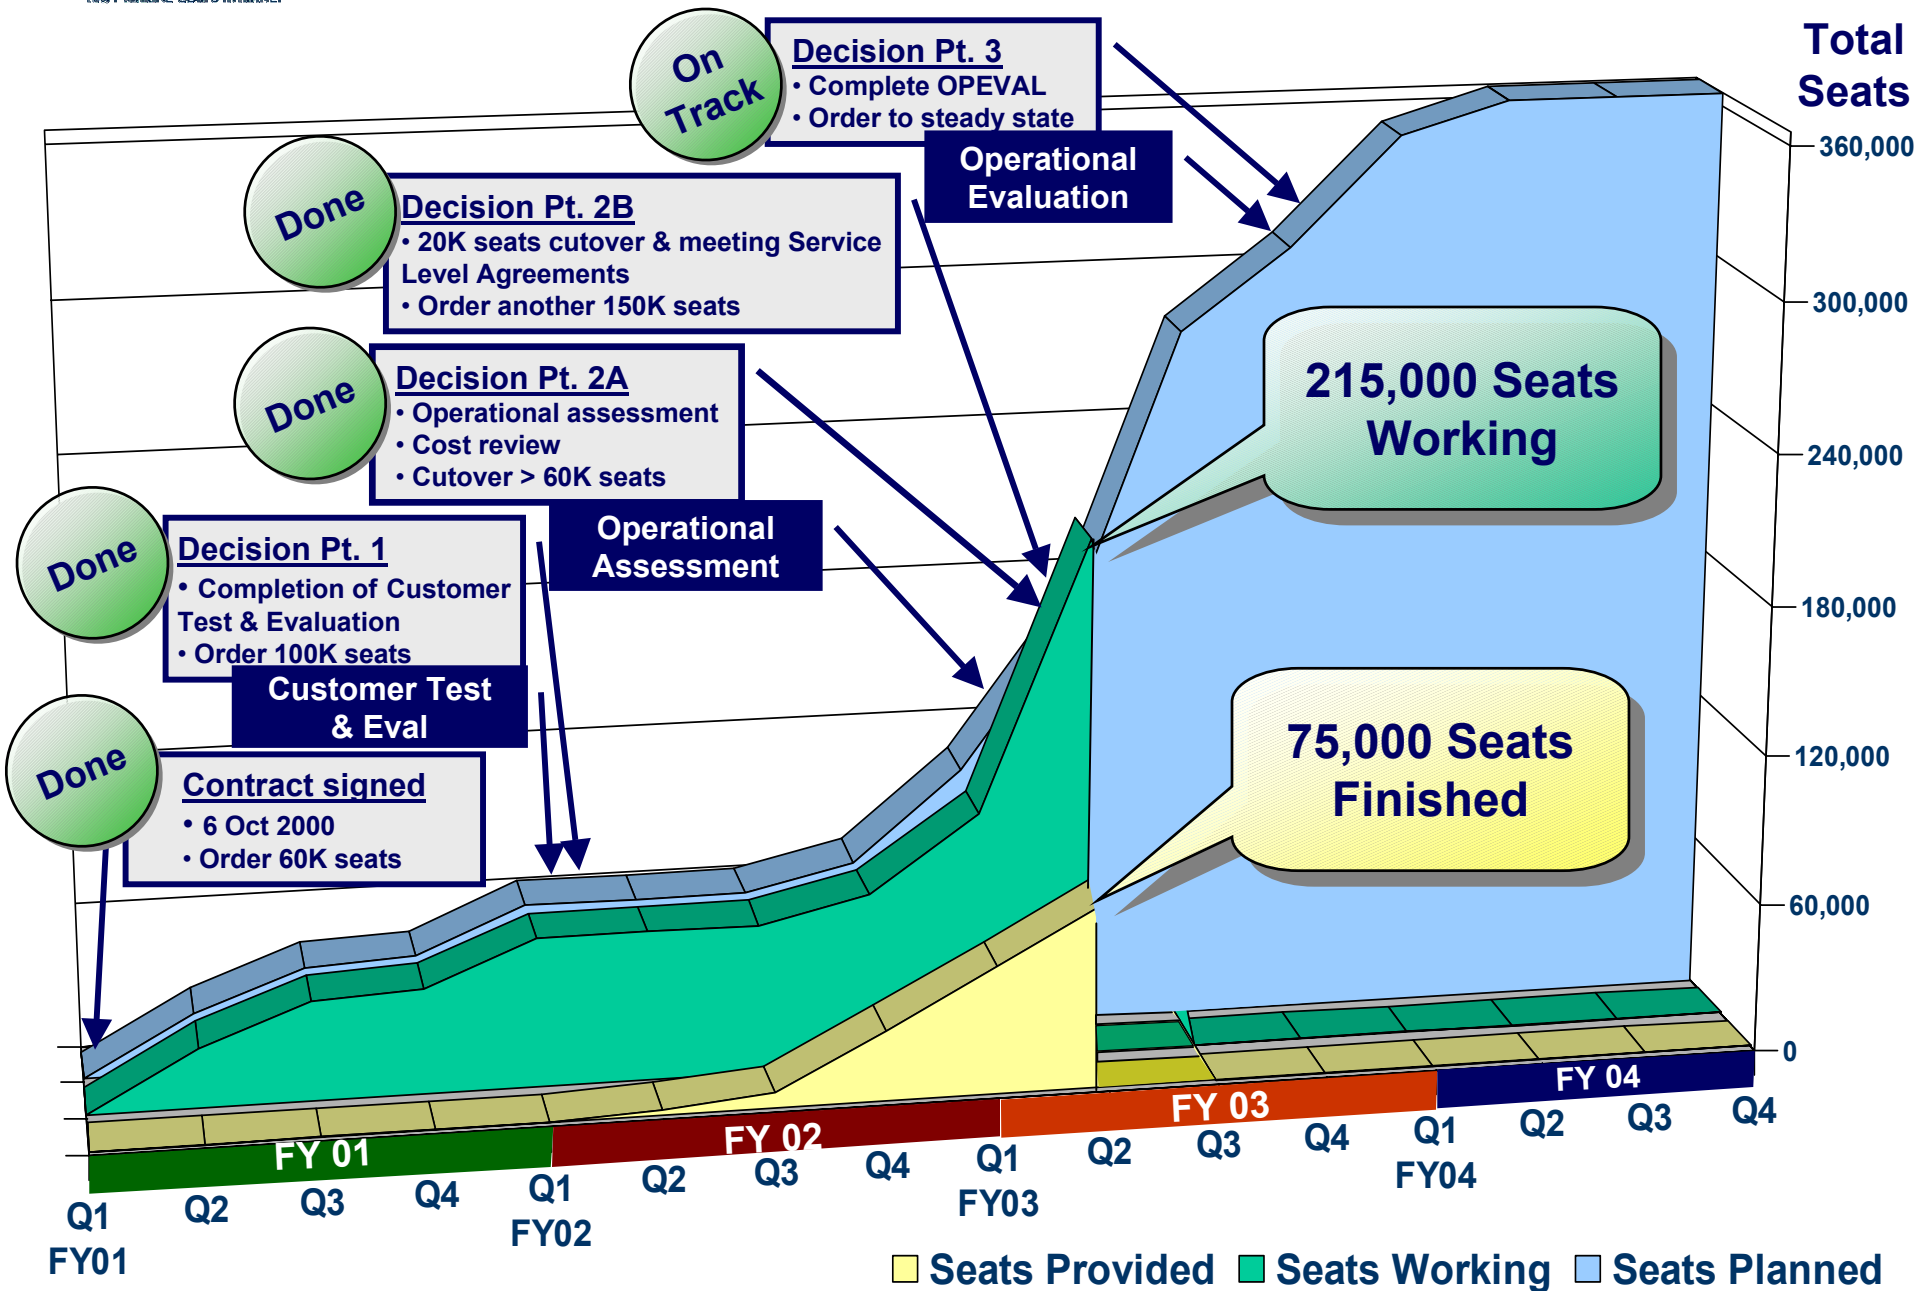 Total
Seats
On
Track
Decision Pt. 3
• Complete OPEVAL
• Order to steady state
Operational
Evaluation
Done
Decision Pt. 2B
• 20K seats cutover & meeting Service
Level Agreements
• Order another 150K seats
Done
Decision Pt. 2A
• Operational assessment
• Cost review
• Cutover > 60K seats
Operational
Assessment
Done
Decision Pt. 1
• Completion of Customer
Test & Evaluation
• Order 100K seats
Customer Test
& Eval
Done
Contract signed
• 6 Oct 2000
• Order 60K seats
215,000 Seats
Working
75,000 Seats
Finished
360,000
300,000
240,000
180,000
120,000
60,000
0
FY 01
FY 02
FY 03
FY 04
Q1
FY01
Q2
Q3
Q4
Q1
FY02
Q2
Q3
Q4
Q1
FY03
Q2
Q3
Q4
Q1
FY04
Q2
Q3
Q4
Seats Provided
Seats Working
Seats Planned